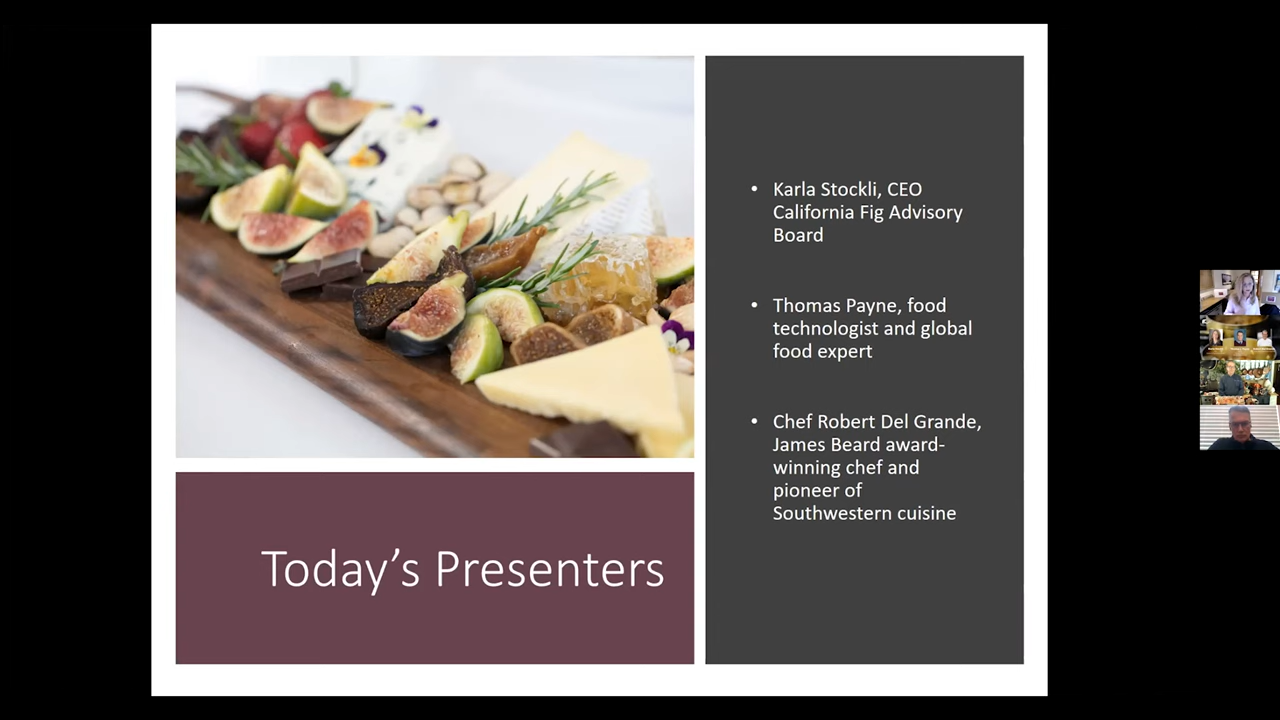 Karla Stockli, CEO
California Fig Advisory
Board
Thomas Payne, food
technologist and global
food expert
Chef Robert Del Grande,
James Beard award-
winning chef and
pioneer of
Southwestern cuisine
Today's Presenters